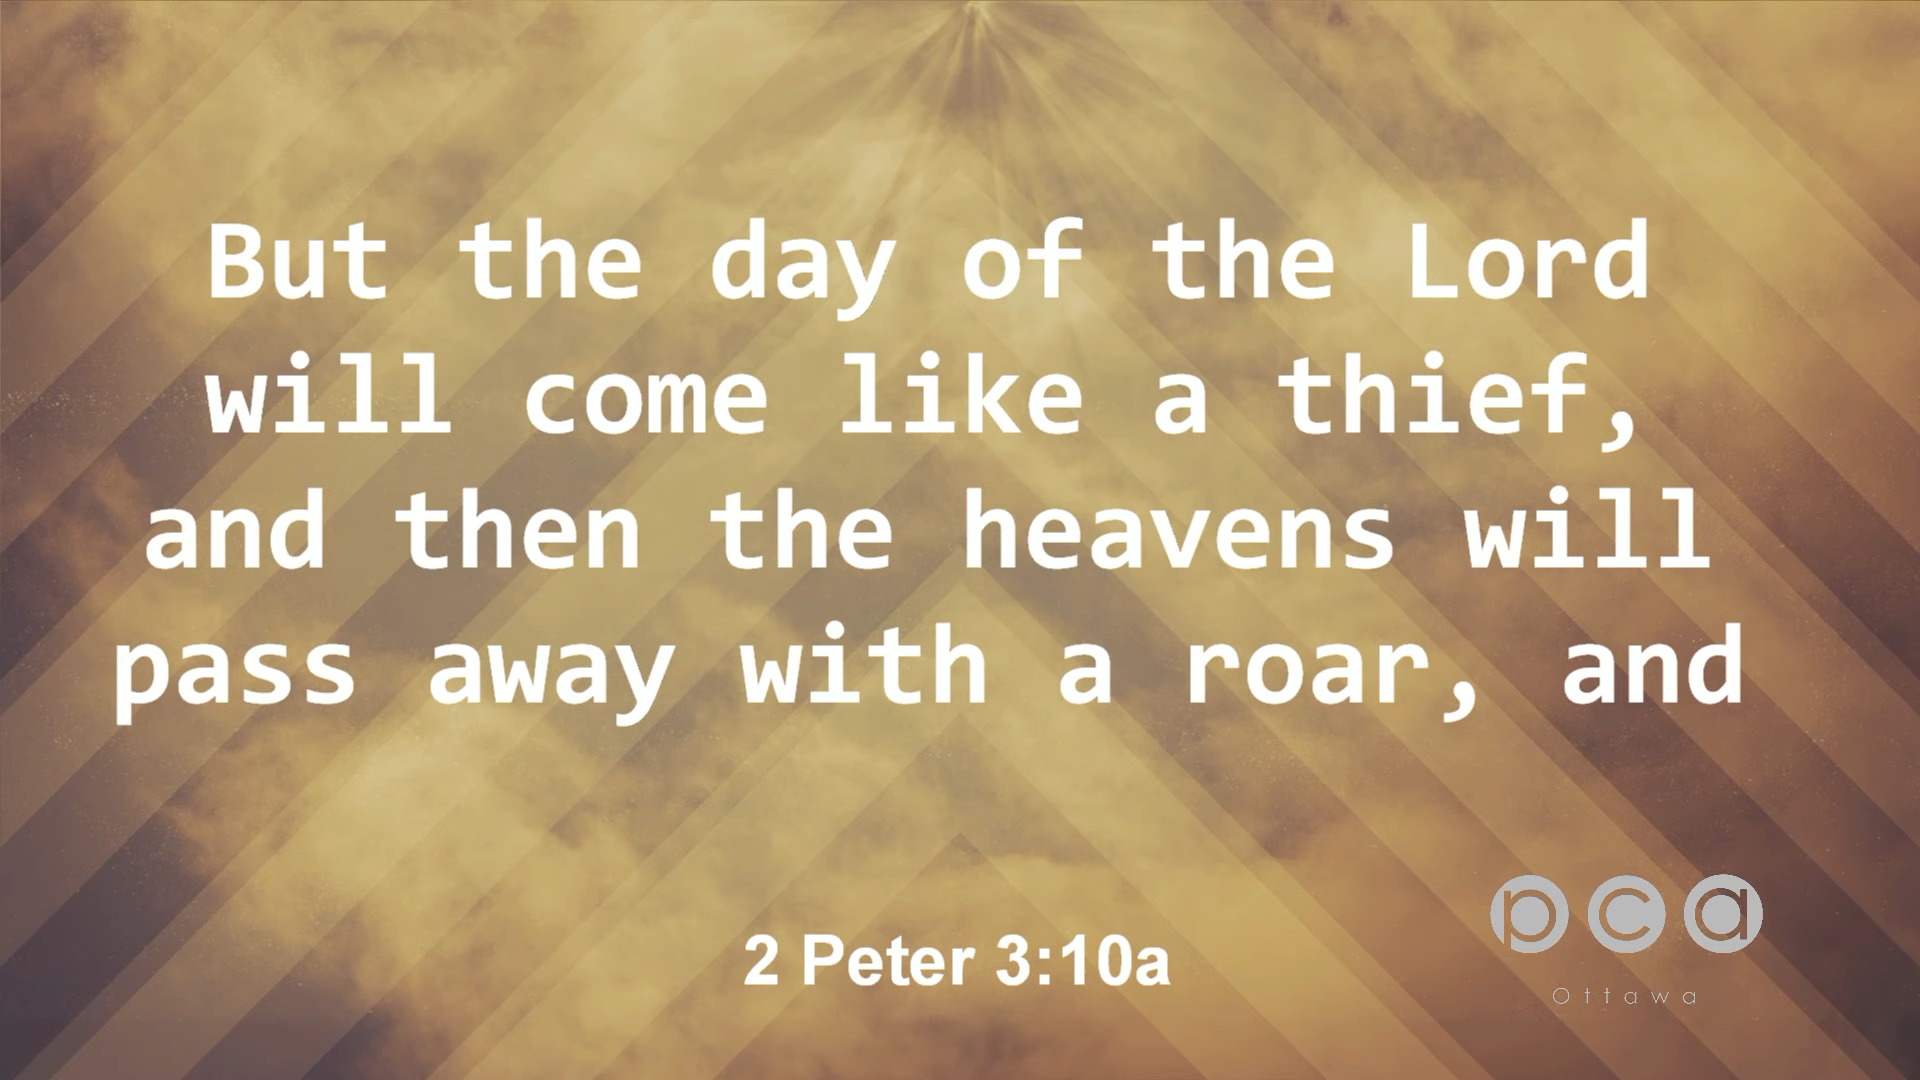 But the day of the Lord
will come like a thief,
and then the heavens will
pass away with a roar, and
2 Peter 3:10a
pca
Ottawa